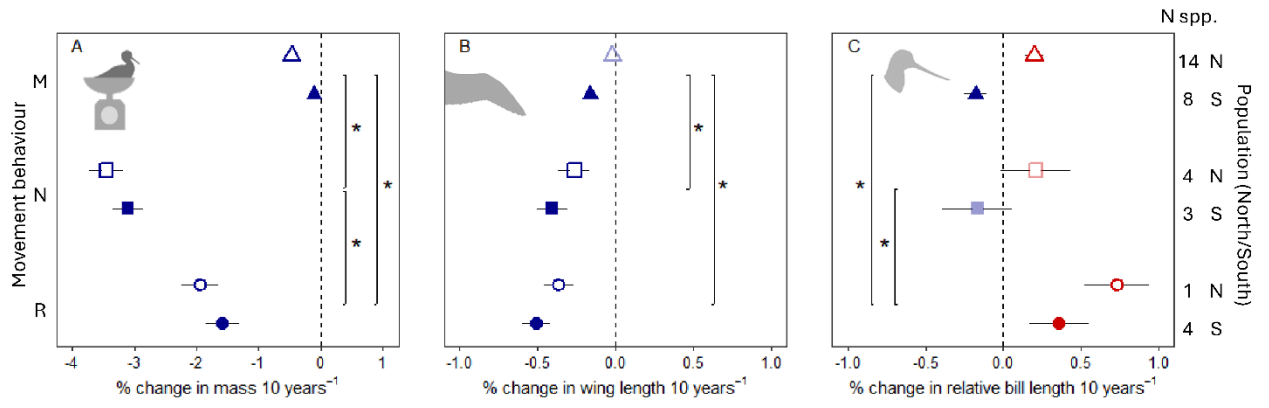 N spp.
A
B
C
M
14 N
8 S
*
*
*
*
*
*
*
Movement behaviour
N
4 N
3 S
Population (North/South)
R
1 N
4 S
-4 -3 -2 -1 0 1
-1.0 -0.5 0.0 0.5 1.0
-1.0 -0.5 0.0 0.5 1.0
% change in mass 10 years⁻¹
% change in wing length 10 years⁻¹
% change in relative bill length 10 years⁻¹